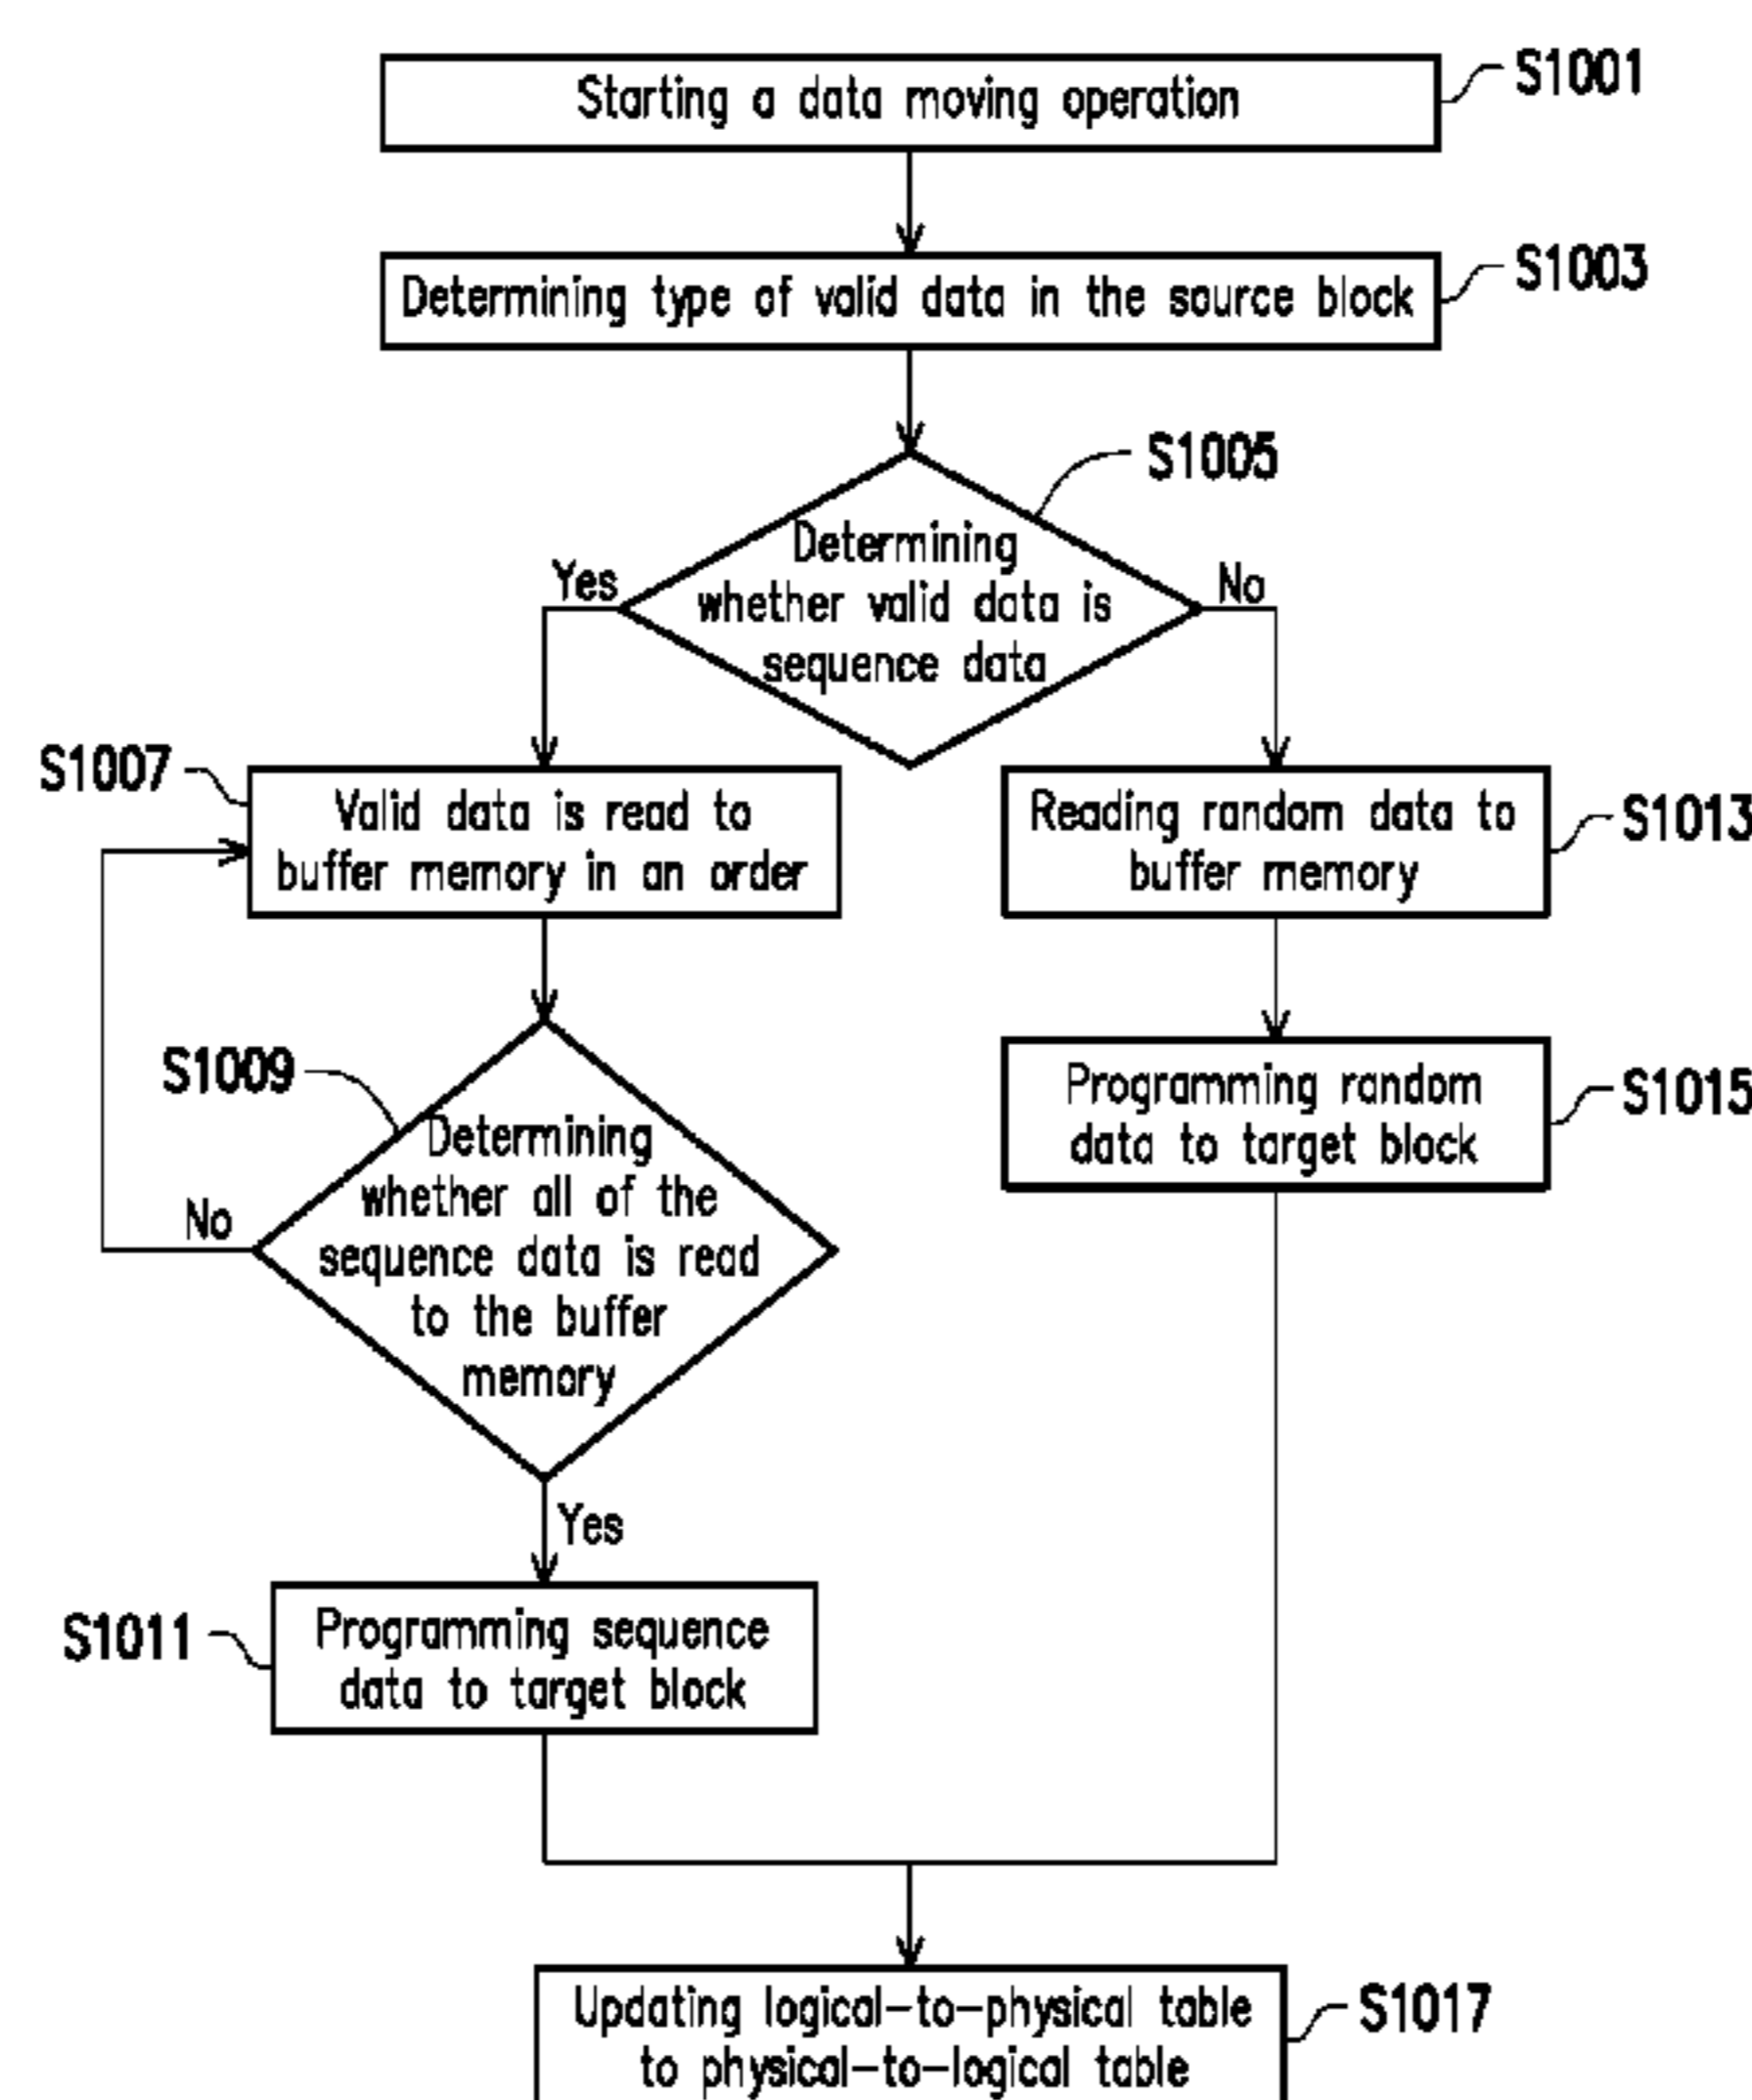 Starting a data moving operation
S1001
Determining type of valid data in the source block
S1003
S1005
Determining
whether valid data is
sequence data
Yes
No
S1007
Valid data is read to
buffer memory in an order
Reading random data to
buffer memory
S1013
S1009
Determining
whether all of the
sequence data is read
to the buffer
memory
No
Yes
Programming random
data to target block
S1015
S1011
Programming sequence
data to target block
Updating logical-to-physical table
to physical-to-logical table
S1017